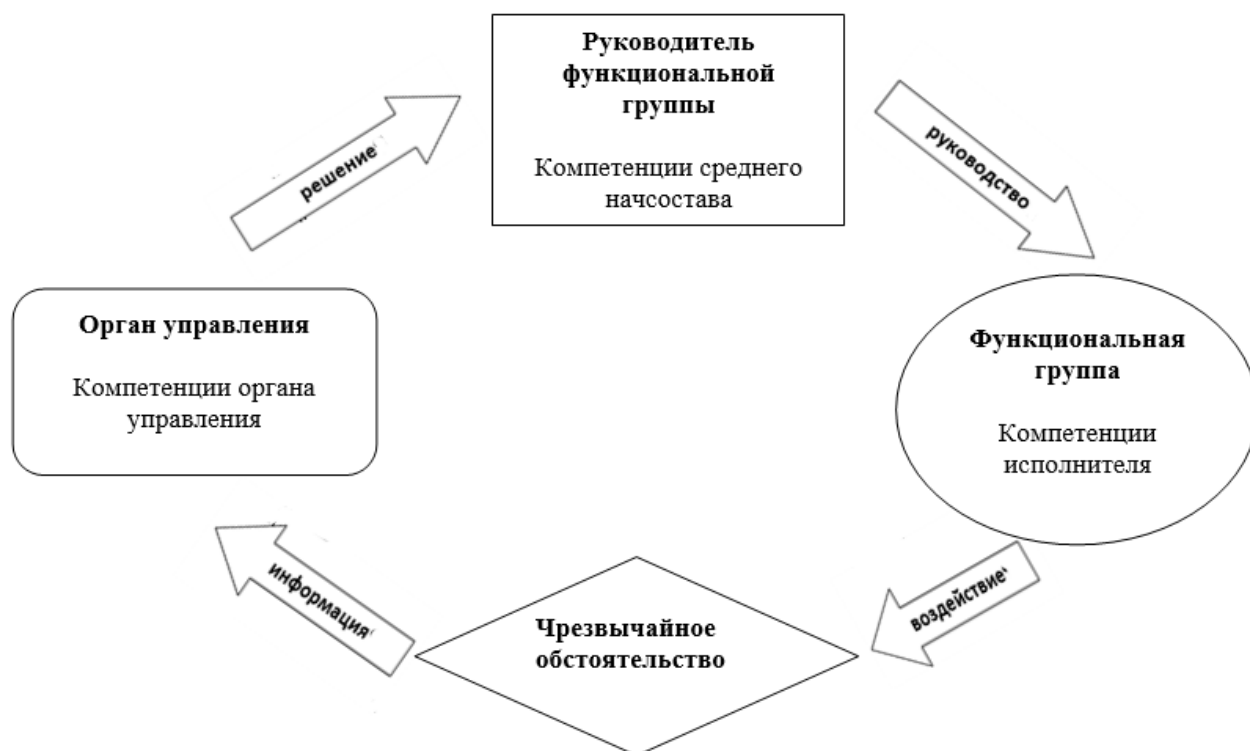 Руководитель
функциональной
группы
Компетенции среднего
начсостава
решение
руководство
Орган управления
Компетенции органа
управления
Функциональная
группа
Компетенции
исполнителя
информация
воздействие
Чрезвычайное
обстоятельство